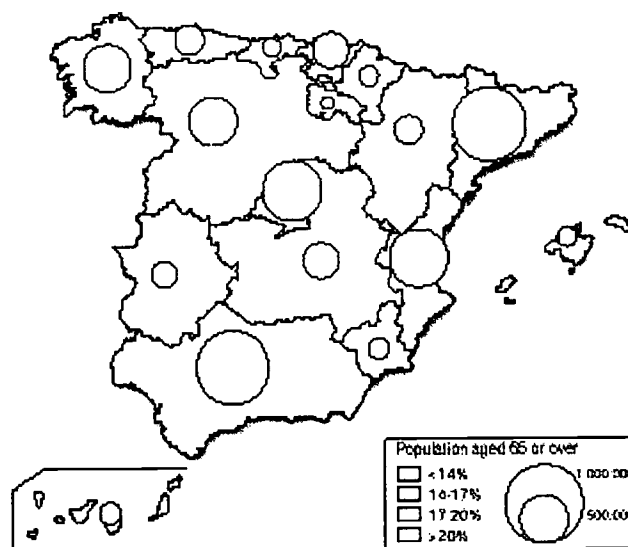 Population aged 65 or over
<14%
14-17%
17-20%
>20%
1 000 00
500.00